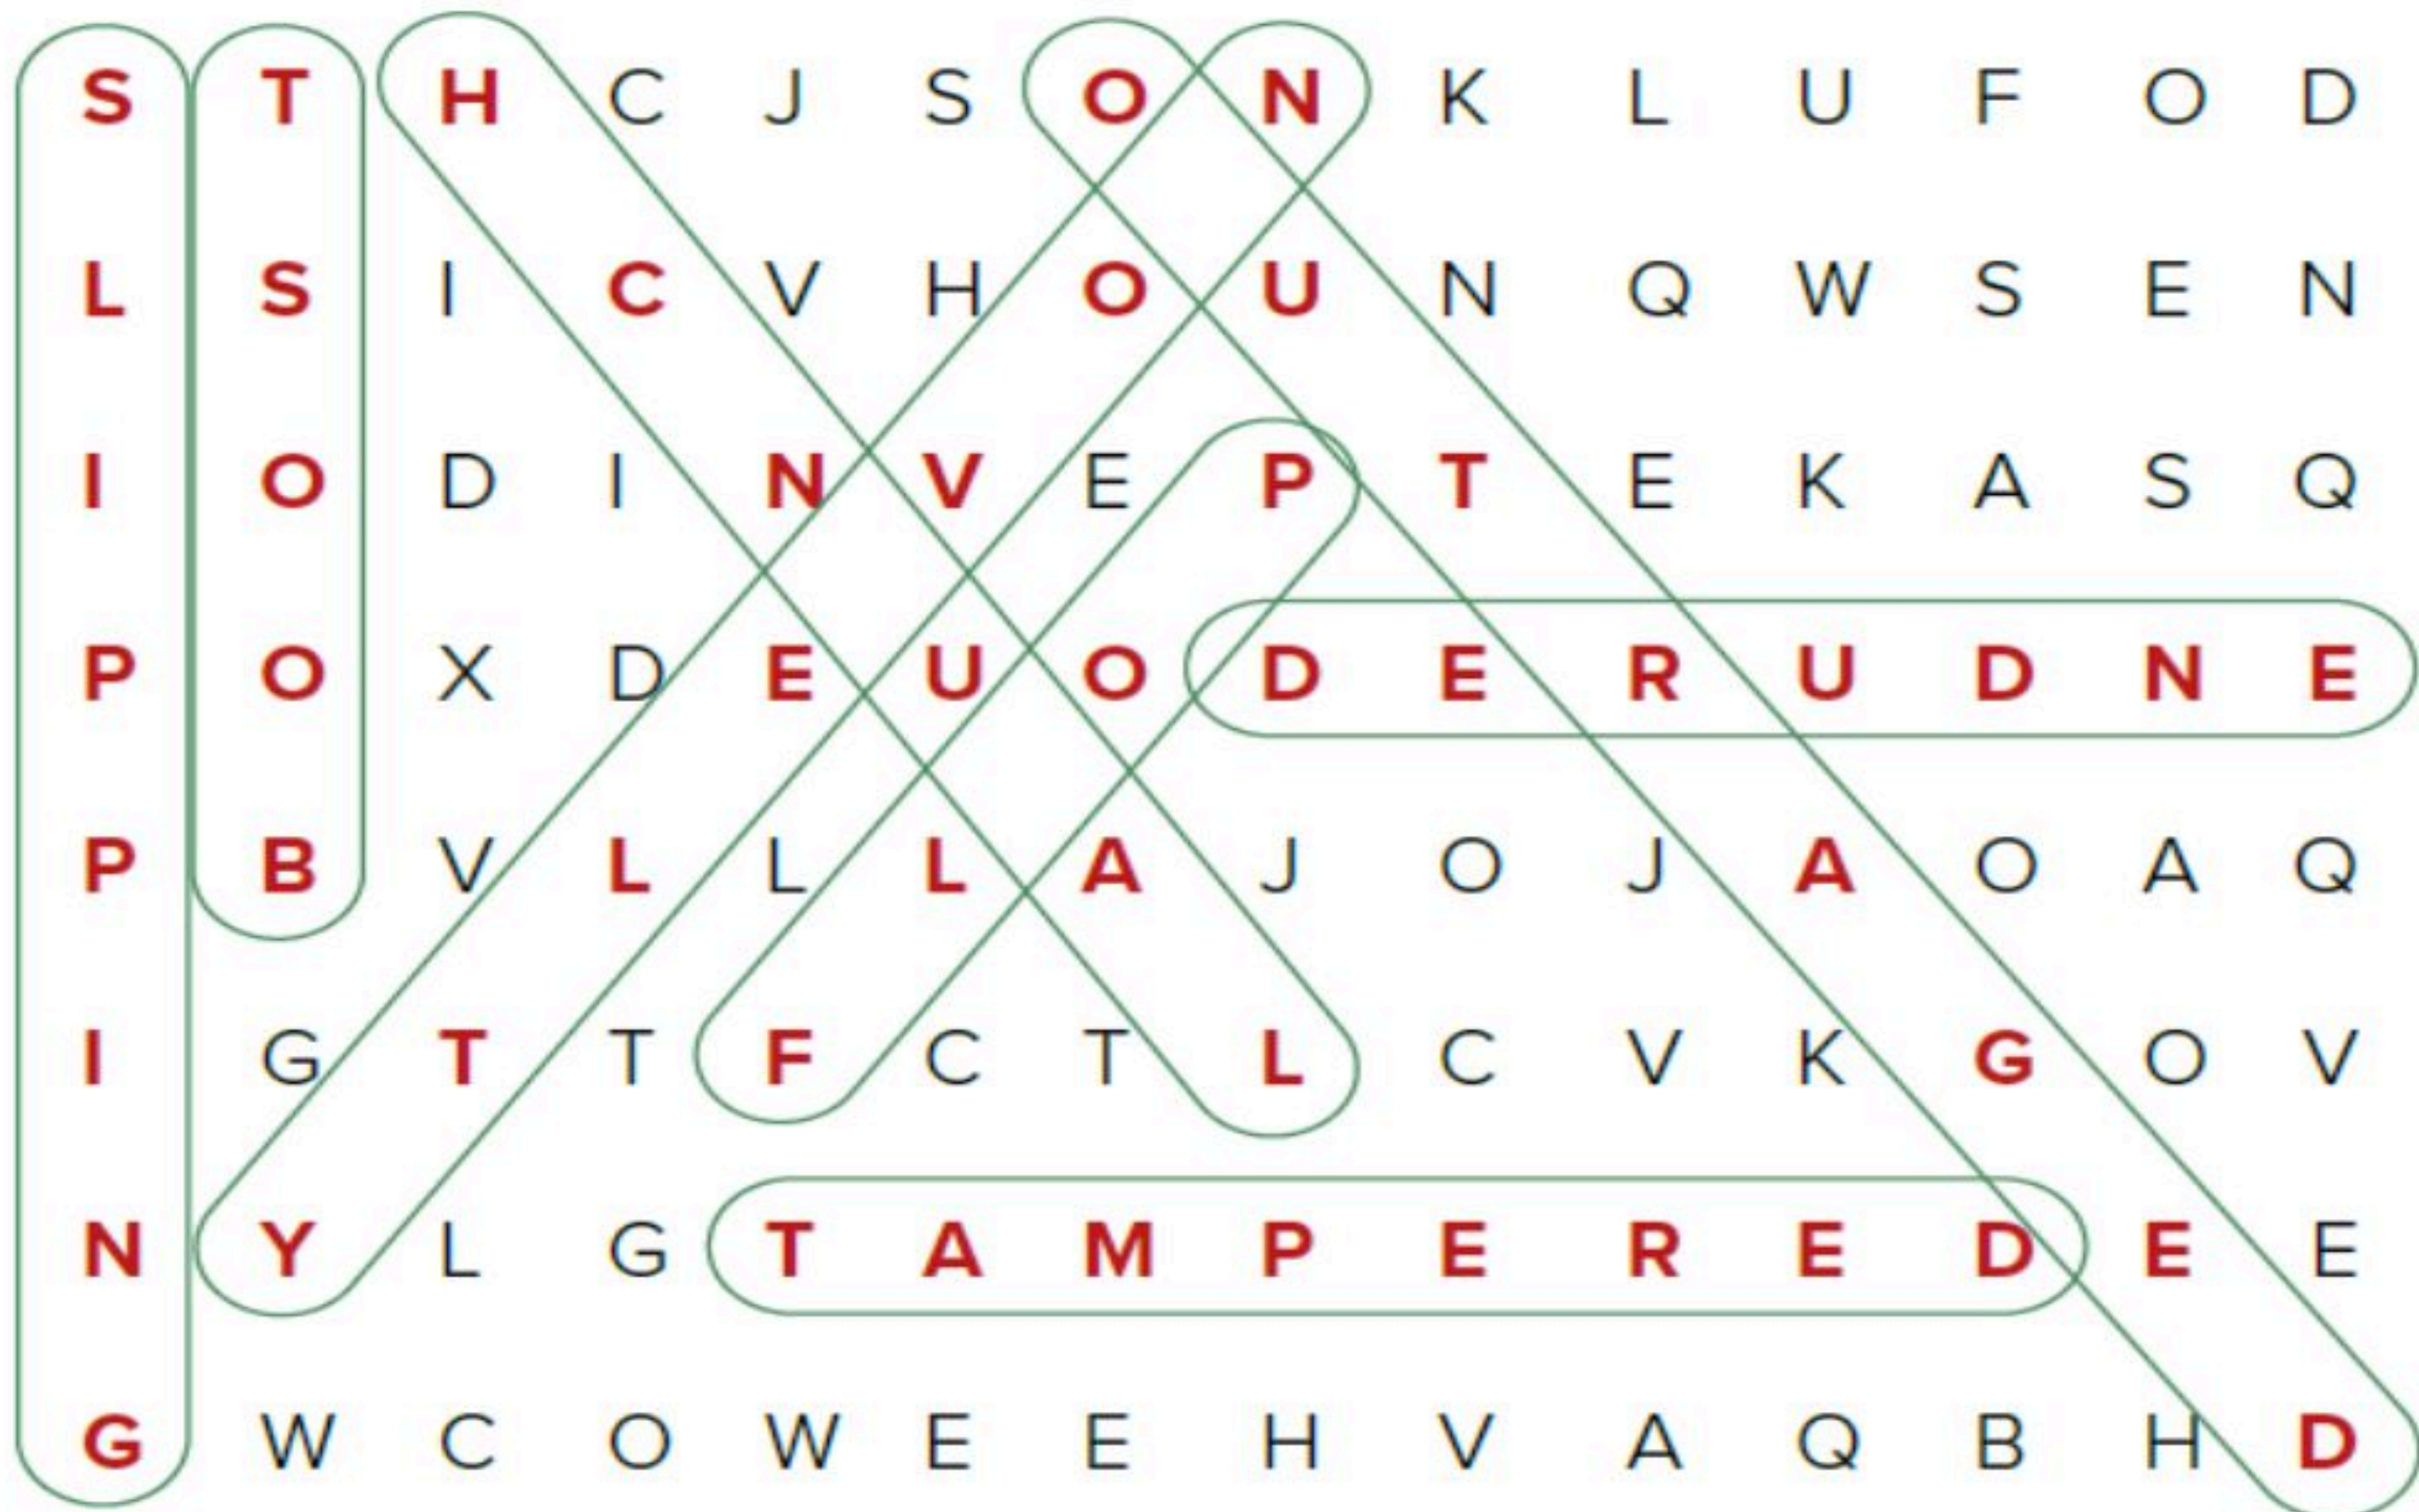 S T H C J S O N K L U F O D
L S I C V H O U N Q W S E N
I O D I N V E P T E K A S Q
P O X D E U O D E R U D N E
P B V L L L A J O J A O A Q
I G T T F C T L C V K G O V
N Y L G T A M P E R E D E E
G W C O W E E H V A Q B H D